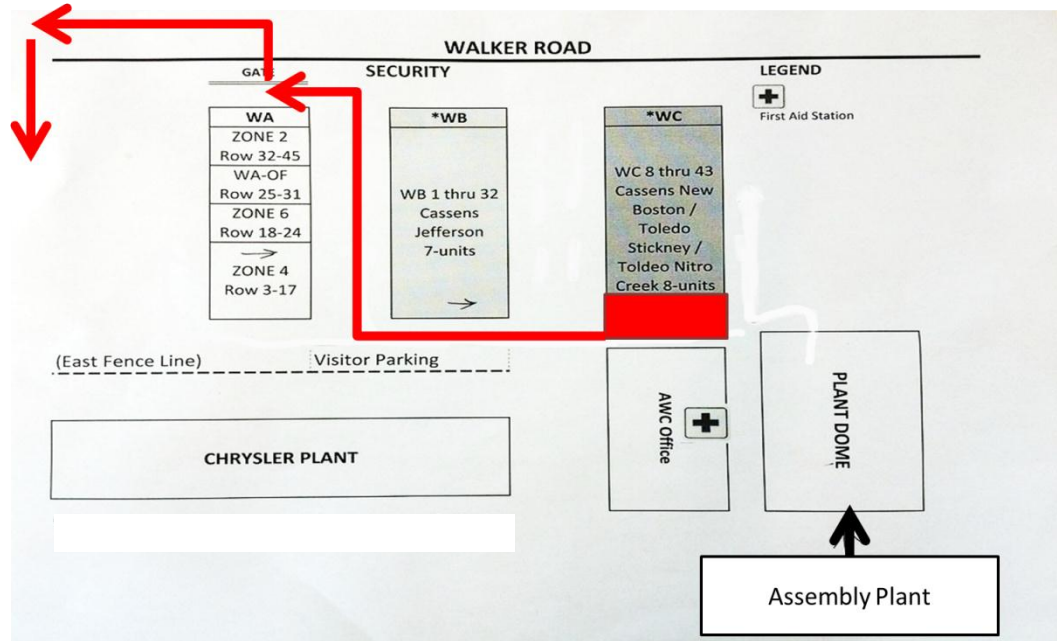 WALKER ROAD
GATE
SECURITY
LEGEND
First Aid Station
WA
ZONE 2
Row 32-45
WA-OF
Row 25-31
ZONE 6
Row 18-24
ZONE 4
Row 3-17
*WB
WB 1 thru 32
Cassens
Jefferson
7-units
*WC
WC 8 thru 43
Cassens New
Boston /
Toledo
Stickney /
Toldeo Nitro
Creek 8-units
(East Fence Line)
Visitor Parking
CHRYSLER PLANT
AWC Office
PLANT DOME
Assembly Plant